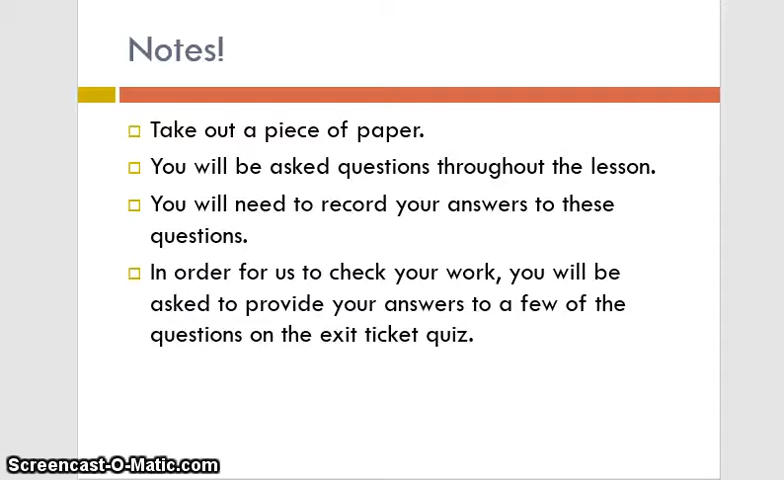 Notes!
Take out a piece of paper.
You will be asked questions throughout the lesson.
You will need to record your answers to these
questions.
In order for us to check your work, you will be
asked to provide your answers to a few of the
questions on the exit ticket quiz.
Screencast-O-Matic.com